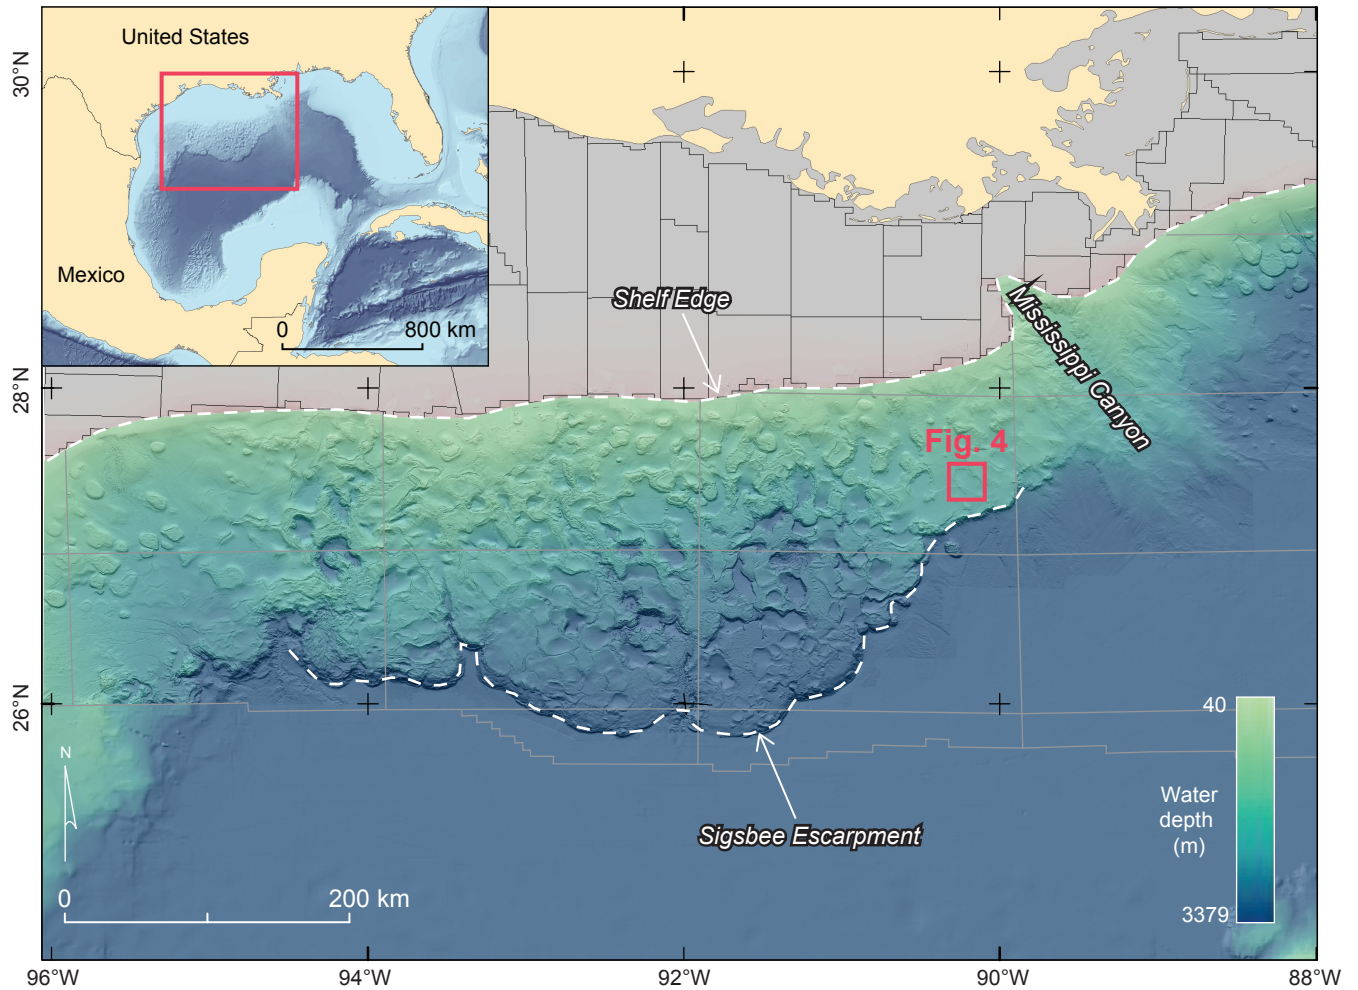 United States
Mexico
0
800 km
30°N
28°N
26°N
Shelf Edge
Mississippi Canyon
Fig. 4
Sigsbee Escarpment
N
0
200 km
40
Water
depth
(m)
3379
96°W
94°W
92°W
90°W
88°W